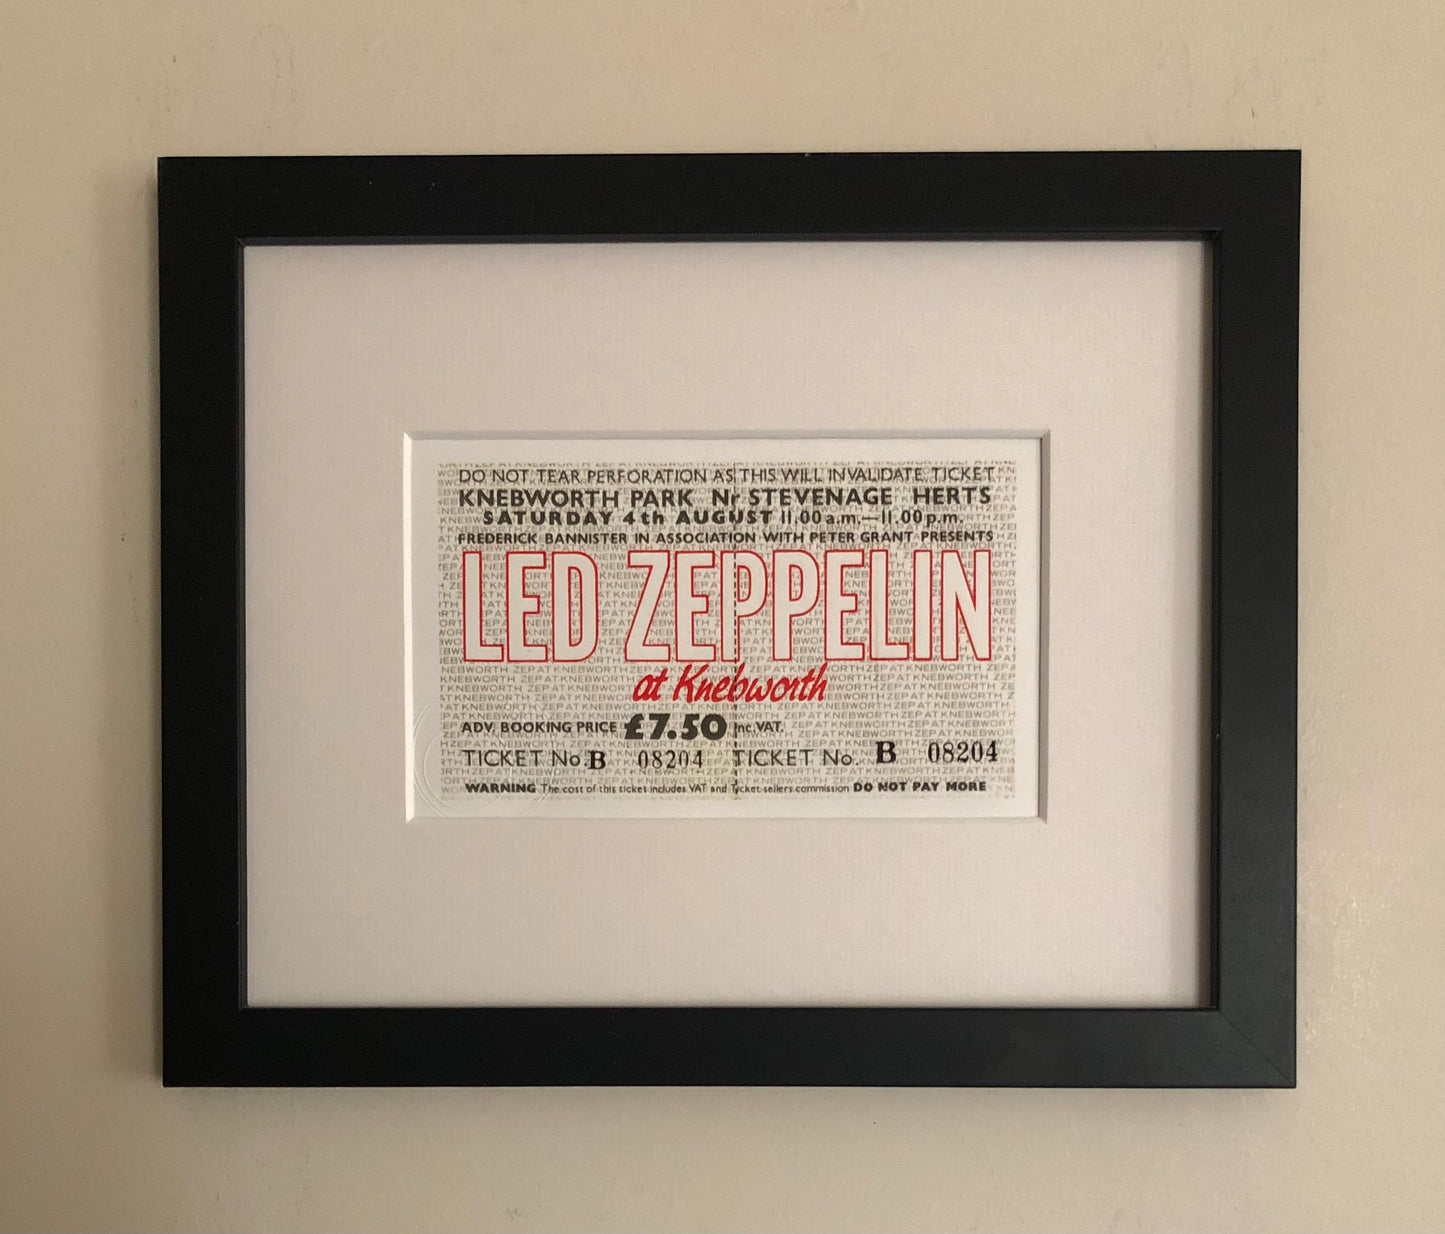 DO NOT TEAR PERFORATION AS THIS WILL INVALIDATE TICKET
KNEBWORTH PARK Nr STEVENAGE HERTS
SATURDAY 4th AUGUST 11.00 a.m.—11.00 p.m.
FREDERICK BANNISTER IN ASSOCIATION WITH PETER GRANT PRESENTS
LED ZEPPELIN
at Knebworth
ADV. BOOKING PRICE £7.50 inc.VAT.
TICKET No. B 08204 TICKET No. B 08204
WARNING The cost of this ticket includes VAT and Ticket sellers commission DO NOT PAY MORE